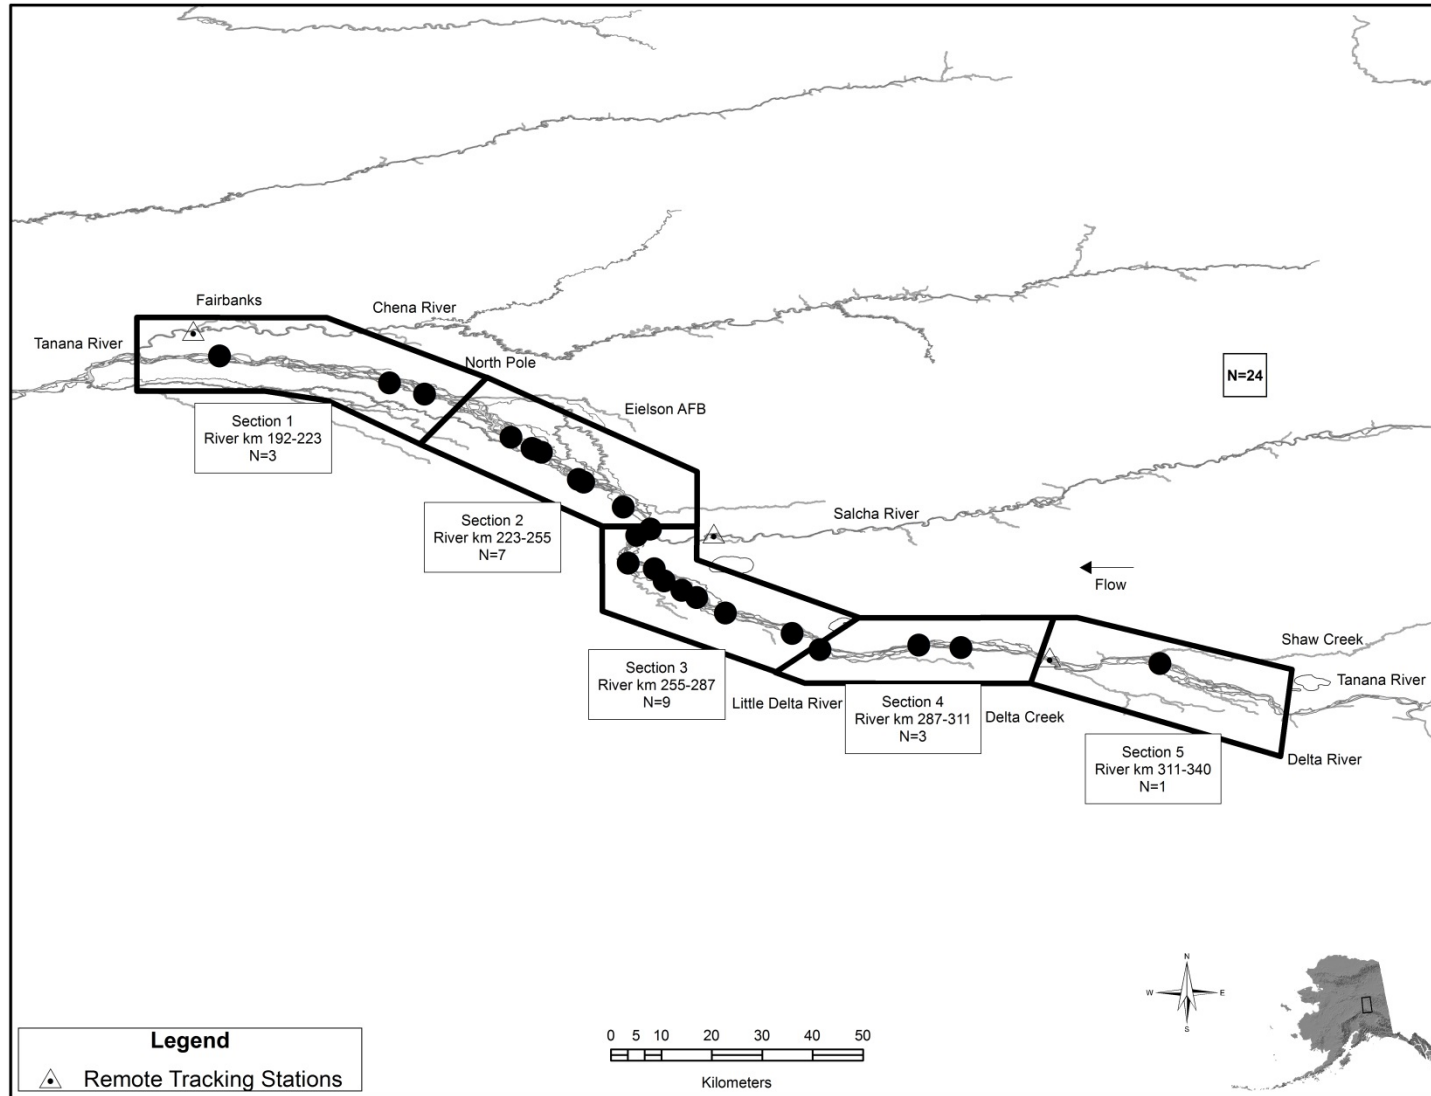 Fairbanks
Chena River
Tanana River
North Pole
N=24
Eielson AFB
Section 1
River km 192-223
N=3
Section 2
River km 223-255
N=7
Salcha River
Flow
Shaw Creek
Section 3
River km 255-287
N=9
Little Delta River
Section 4
River km 287-311
N=3
Delta Creek
Tanana River
Section 5
River km 311-340
N=1
Delta River
N
W
E
S
Legend
Remote Tracking Stations
0 5 10 20 30 40 50
Kilometers